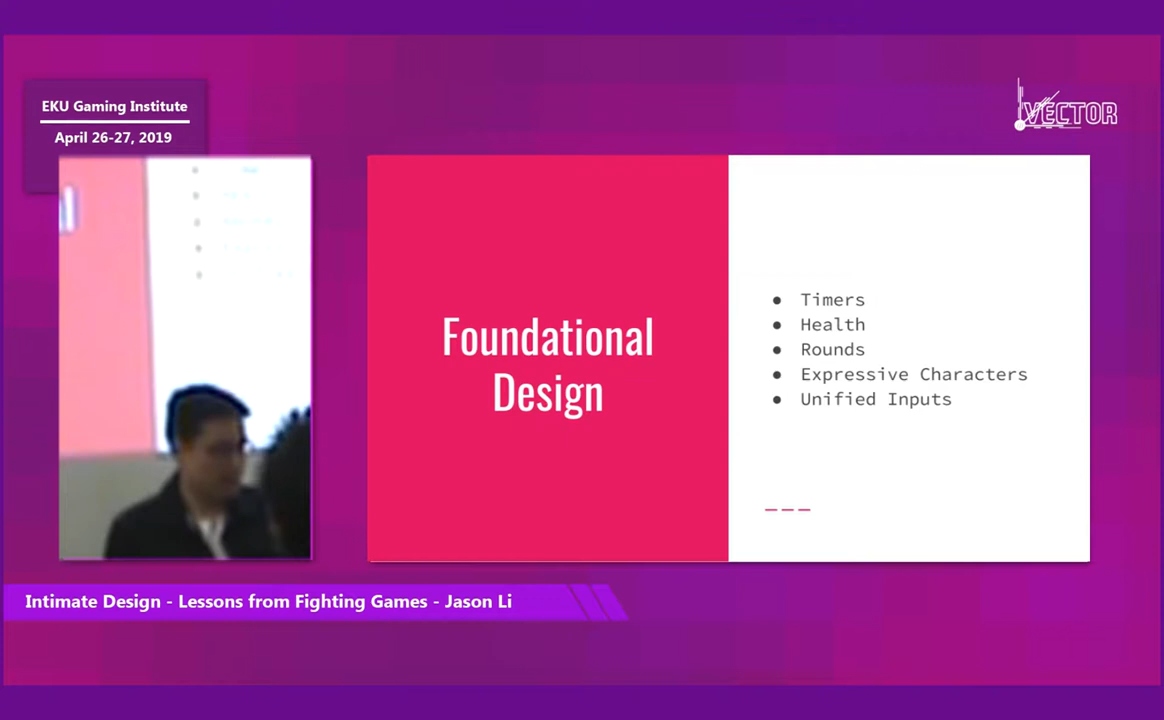 EKU Gaming Institute
April 26-27, 2019
VECTOR
Foundational
Design
● Timers
● Health
● Rounds
● Expressive Characters
● Unified Inputs
Intimate Design - Lessons from Fighting Games - Jason Li